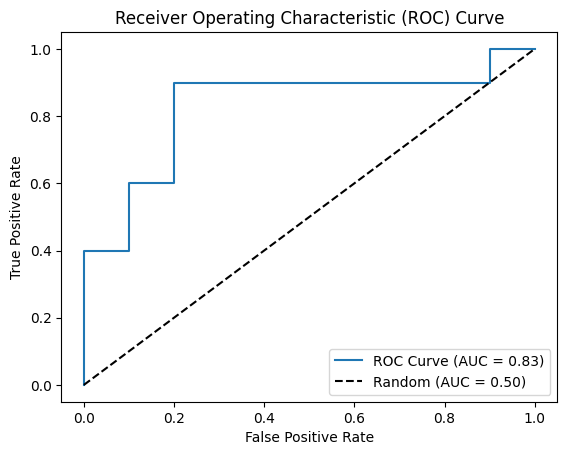 Receiver Operating Characteristic (ROC) Curve
1.0
0.8
0.6
0.4
0.2
0.0
True Positive Rate
ROC Curve (AUC = 0.83)
Random (AUC = 0.50)
0.0 0.2 0.4 0.6 0.8 1.0
False Positive Rate